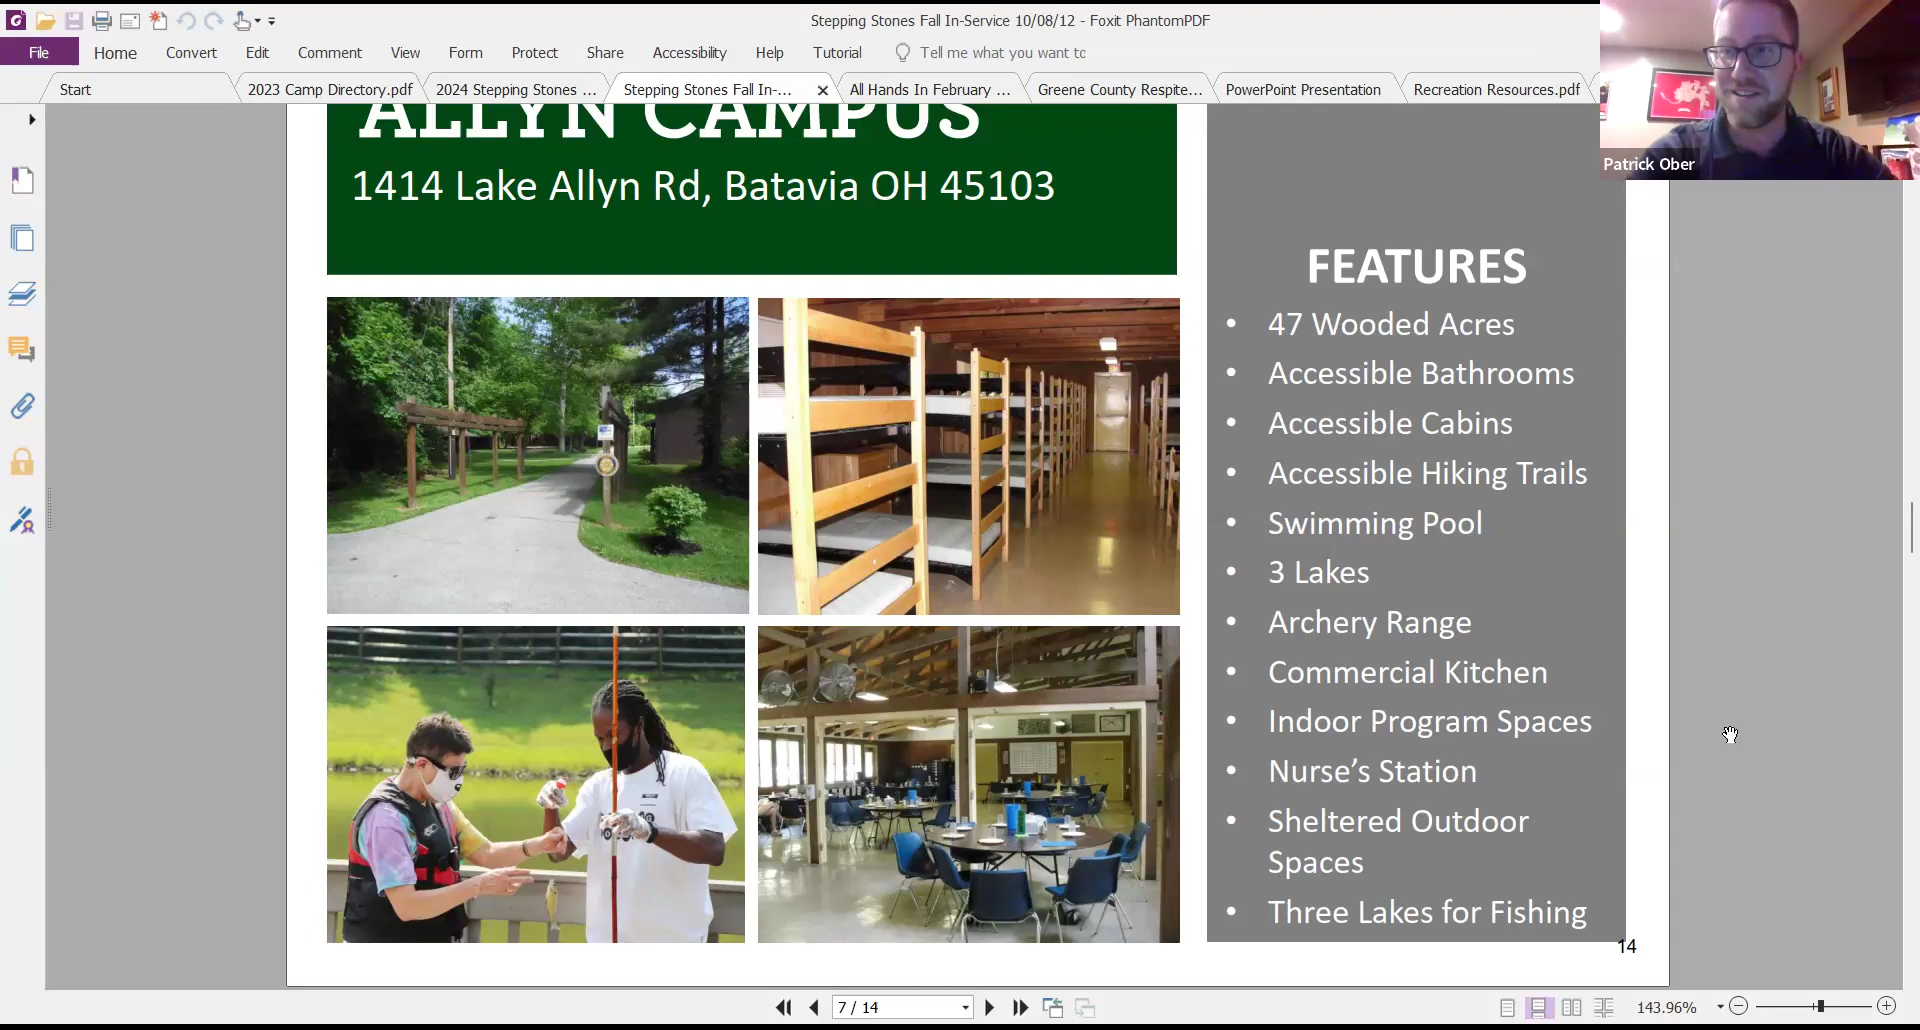 Stepping Stones Fall In-Service 10/08/12 - Foxit PhantomPDF
File Home Convert Edit Comment View Form Protect Share Accessibility Help Tutorial Tell me what you want to
Start 2023 Camp Directory.pdf 2024 Stepping Stones ... Stepping Stones Fall In-... All Hands In February ... Greene County Respite... PowerPoint Presentation Recreation Resources.pdf
Patrick Ober
ALLYN CAMPUS
1414 Lake Allyn Rd, Batavia OH 45103
FEATURES
• 47 Wooded Acres
• Accessible Bathrooms
• Accessible Cabins
• Accessible Hiking Trails
• Swimming Pool
• 3 Lakes
• Archery Range
• Commercial Kitchen
• Indoor Program Spaces
• Nurse’s Station
• Sheltered Outdoor
Spaces
• Three Lakes for Fishing
14
7 / 14
143.96%